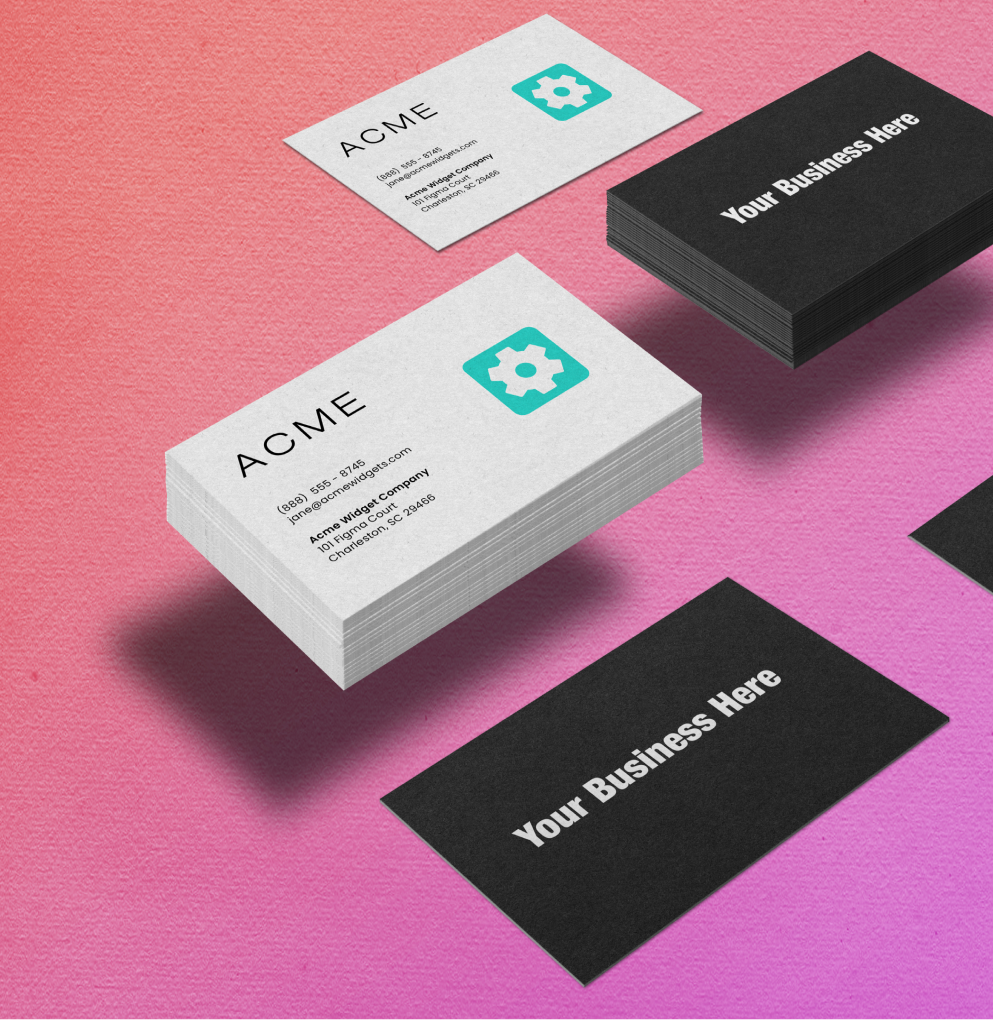 ACME
(888) 555 - 8745
jane@acmewidgets.com
Acme Widget Company
101 Figma Court
Charleston, SC 29466
Your Business Here
ACME
(888) 555 - 8745
jane@acmewidgets.com
Acme Widget Company
101 Figma Court
Charleston, SC 29466
Your Business Here